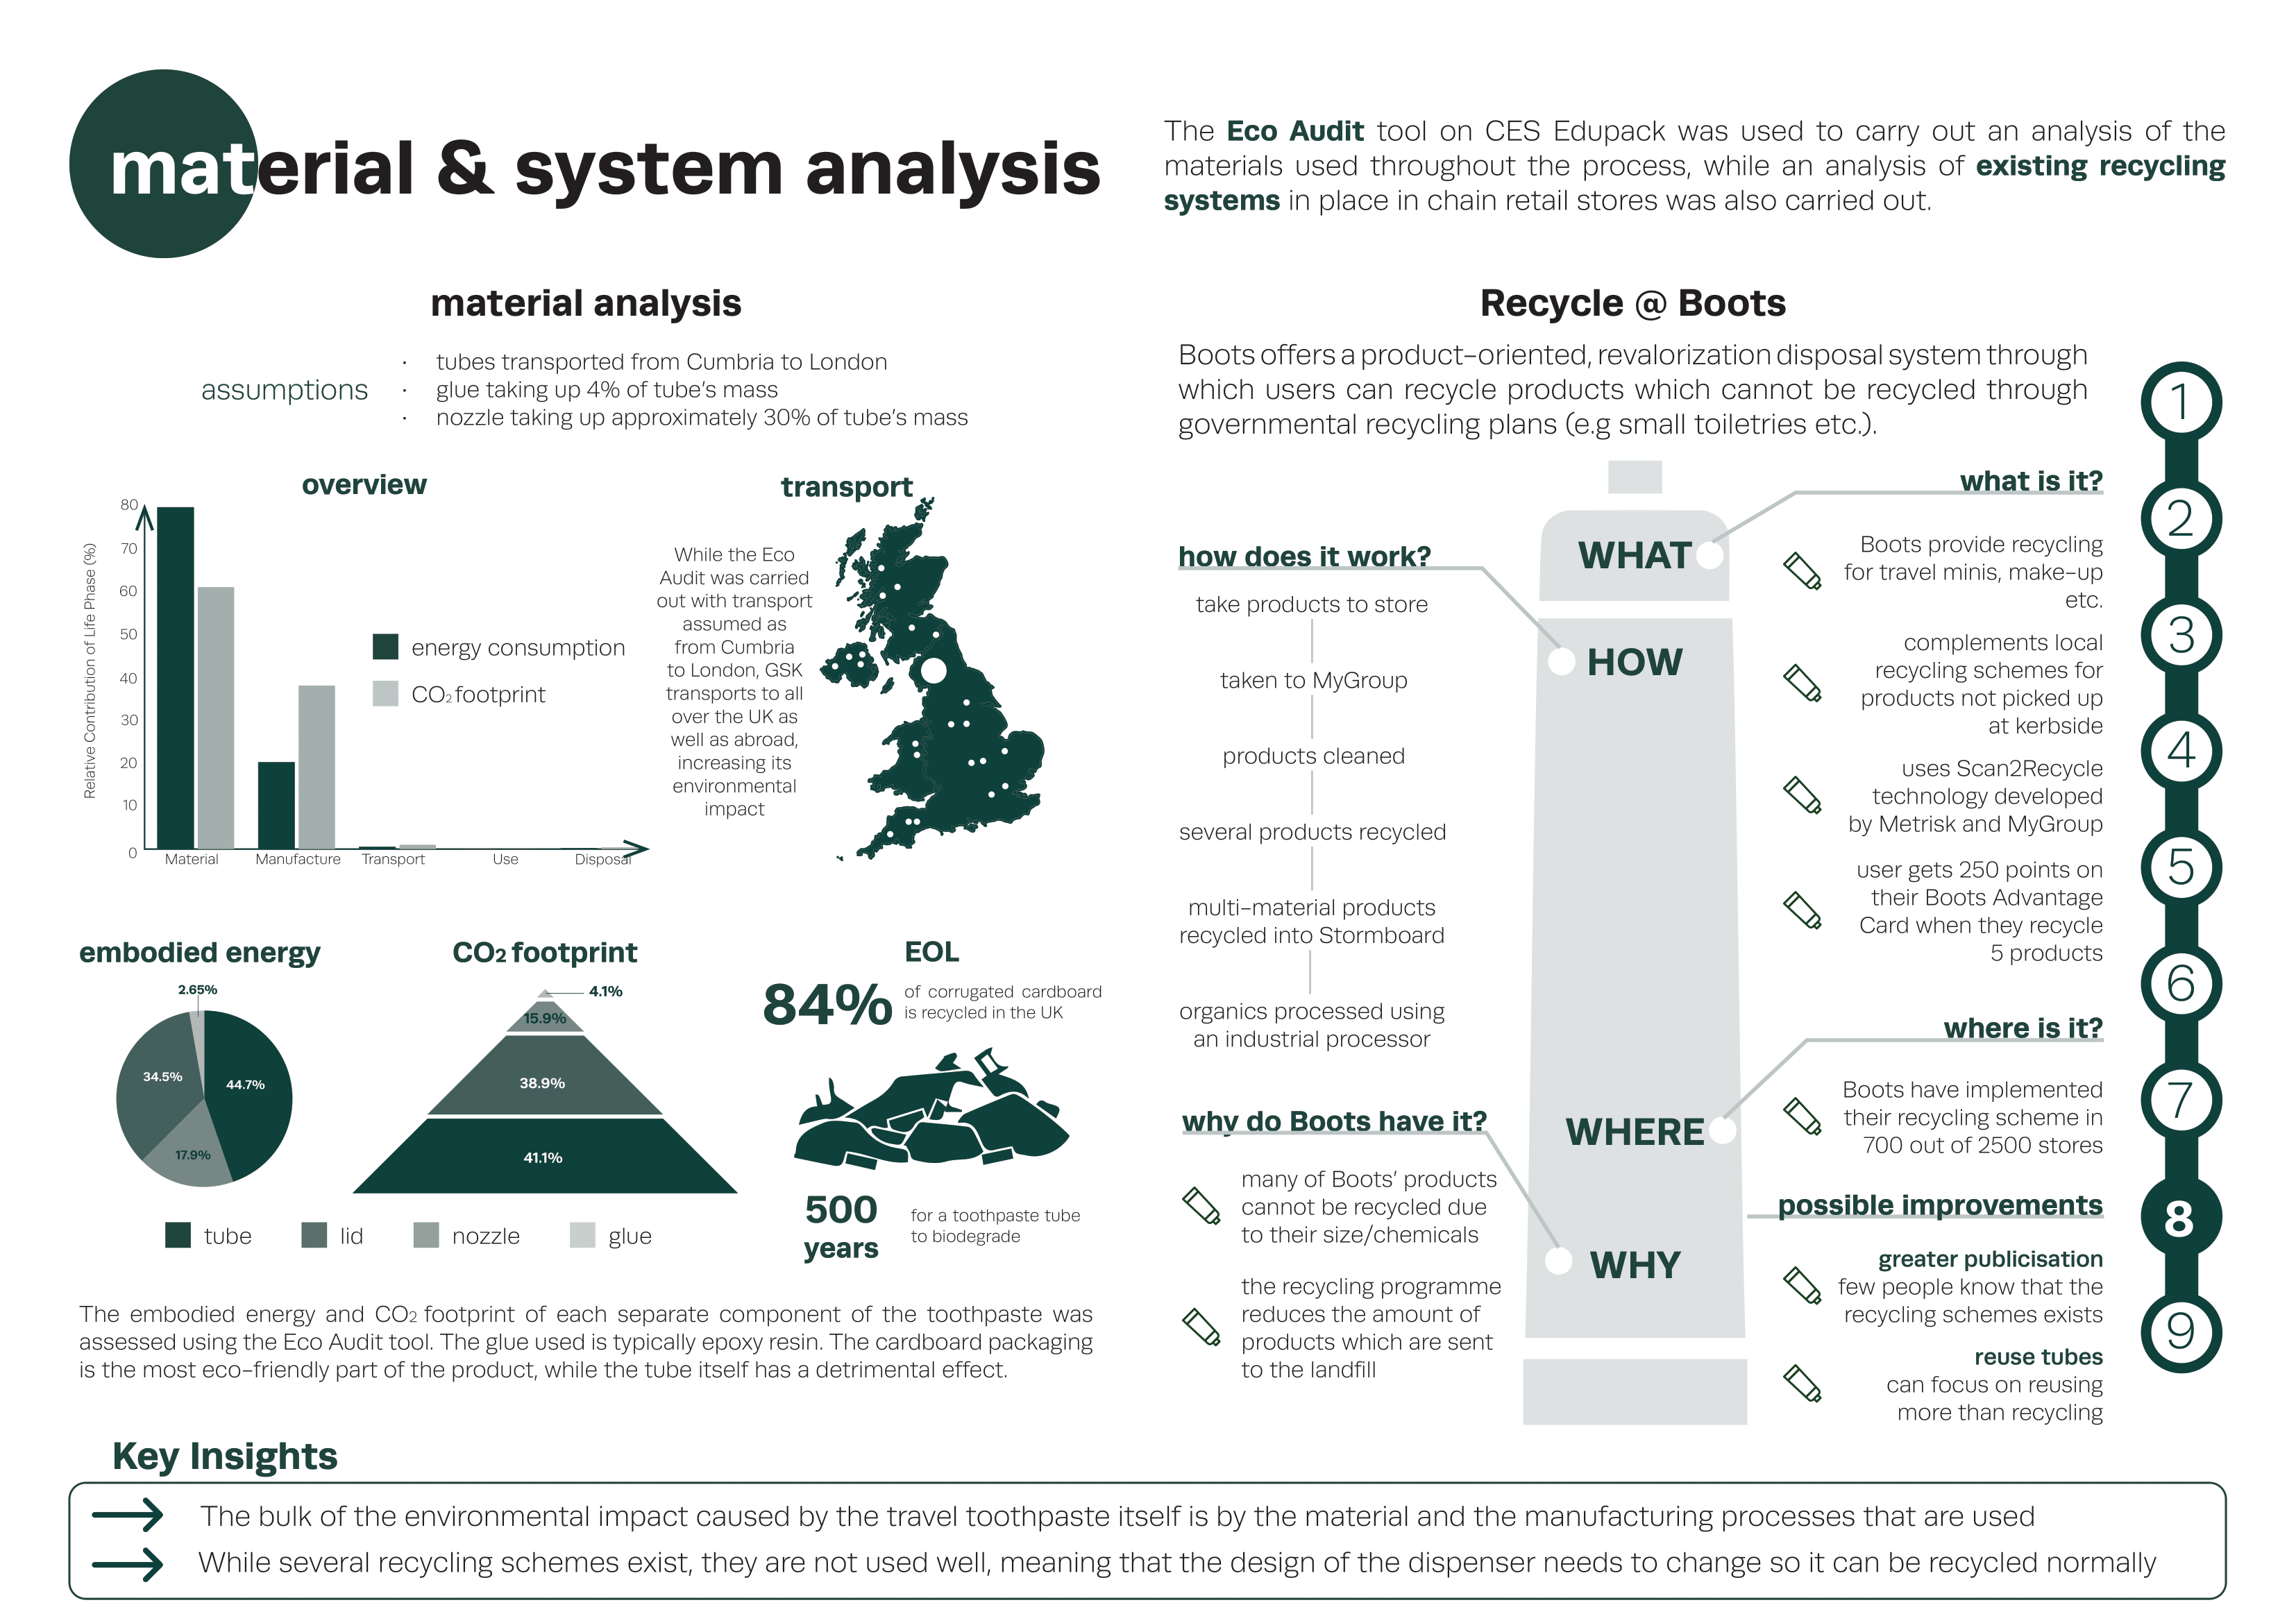 material & system analysis
The Eco Audit tool on CES Edupack was used to carry out an analysis of the
materials used throughout the process, while an analysis of existing recycling
systems in place in chain retail stores was also carried out.
material analysis
assumptions
· tubes transported from Cumbria to London
· glue taking up 4% of tube's mass
· nozzle taking up approximately 30% of tube's mass
overview
Relative Contribution of Life Phase (%)
80
70
60
50
40
30
20
10
0
Material Manufacture Transport Use Disposal
energy consumption
CO2 footprint
transport
While the Eco
Audit was carried
out with transport
assumed as
from Cumbria
to London, GSK
transports to all
over the UK as
well as abroad,
increasing its
environmental
impact
embodied energy
2.65%
34.5%
44.7%
17.9%
CO2 footprint
4.1%
15.9%
38.9%
41.1%
tube lid nozzle glue
EOL
84%
of corrugated cardboard
is recycled in the UK
500
years
for a toothpaste tube
to biodegrade
The embodied energy and CO2 footprint of each separate component of the toothpaste was
assessed using the Eco Audit tool. The glue used is typically epoxy resin. The cardboard packaging
is the most eco-friendly part of the product, while the tube itself has a detrimental effect.
Recycle @ Boots
Boots offers a product-oriented, revalorization disposal system through
which users can recycle products which cannot be recycled through
governmental recycling plans (e.g small toiletries etc.).
how does it work?
take products to store
taken to MyGroup
products cleaned
several products recycled
multi-material products
recycled into Stormboard
organics processed using
an industrial processor
why do Boots have it?
many of Boots' products
cannot be recycled due
to their size/chemicals
the recycling programme
reduces the amount of
products which are sent
to the landfill
WHAT
HOW
WHERE
WHY
what is it?
Boots provide recycling
for travel minis, make-up
etc.
complements local
recycling schemes for
products not picked up
at kerbside
uses Scan2Recycle
technology developed
by Metrisk and MyGroup
user gets 250 points on
their Boots Advantage
Card when they recycle
5 products
where is it?
Boots have implemented
their recycling scheme in
700 out of 2500 stores
possible improvements
greater publicisation
few people know that the
recycling schemes exists
reuse tubes
can focus on reusing
more than recycling
1
2
3
4
5
6
7
8
9
Key Insights
The bulk of the environmental impact caused by the travel toothpaste itself is by the material and the manufacturing processes that are used
While several recycling schemes exist, they are not used well, meaning that the design of the dispenser needs to change so it can be recycled normally